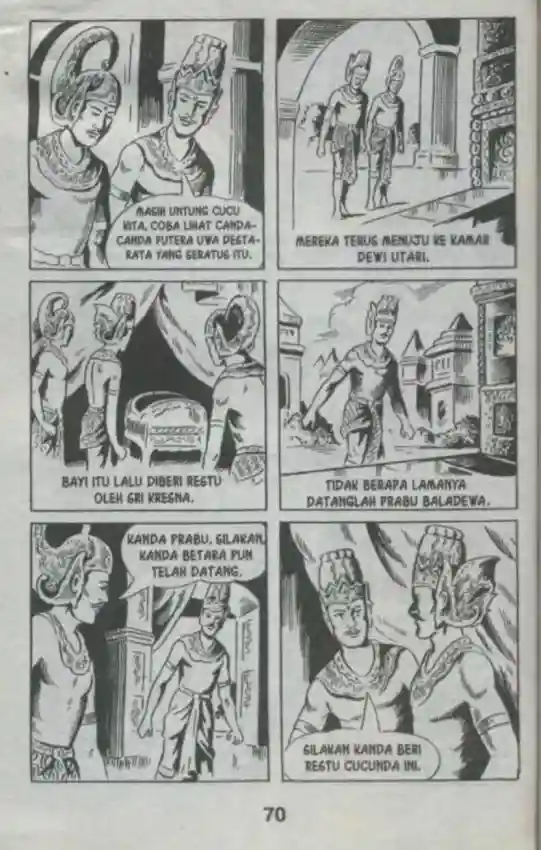 MASIH UNTUNG CUCU
KITA. COBA LIHAT CANDA-
CANDA PUTERA UWA DESTA-
RATA YANG SERATUS ITU.
MEREKA TERUS MENUJU KE KAMAR
DEWI UTARI.
BAYI ITU LALU DIBERI RESTU
OLEH SRI KRESNA.
TIDAK BERAPA LAMANYA
DATANGLAH PRABU BALADEWA.
KANDA PRABU, SILAKAN,
KANDA BETARA PUN
TELAH DATANG.
SILAKAN KANDA BERI
RESTU CUCUNDA INI.
70